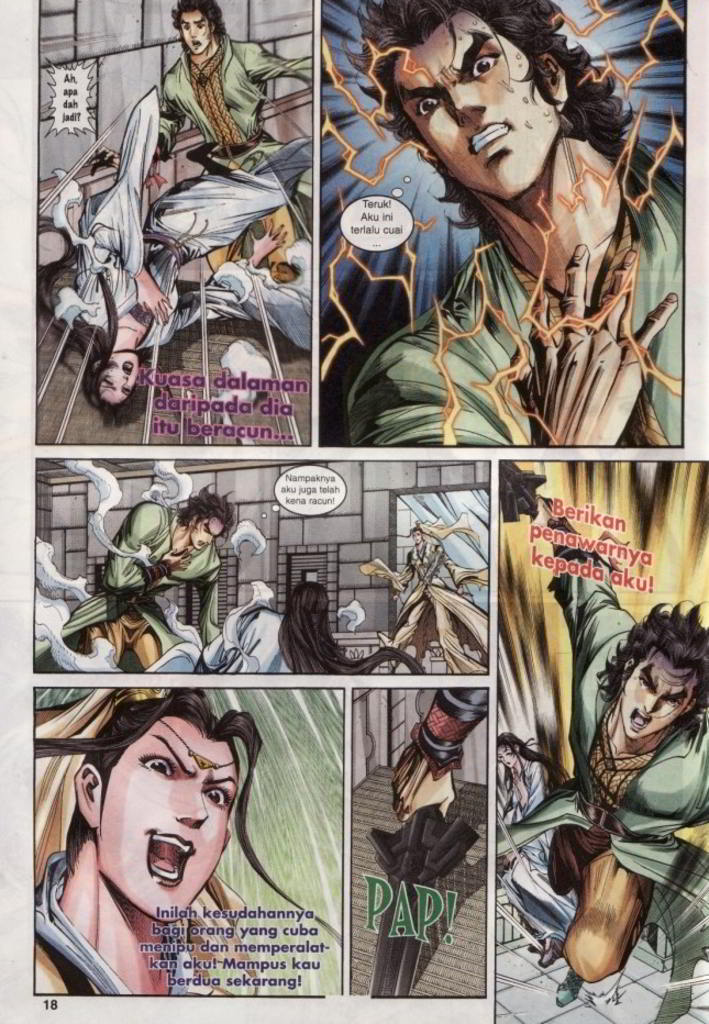 Ah,
apa
dah
jadi?
Kuasa dalaman
daripada dia
itu beracun...
Teruk!
Aku ini
terlalu cuai
...
Nampaknya
aku juga telah
kena racun!
Berikan
penawarnya
kepada aku!
Inilah kesudahannya
bagi orang yang cuba
menipu dan memperalat-
kan aku! Mampus kau
berdua sekarang!
PAP!
18